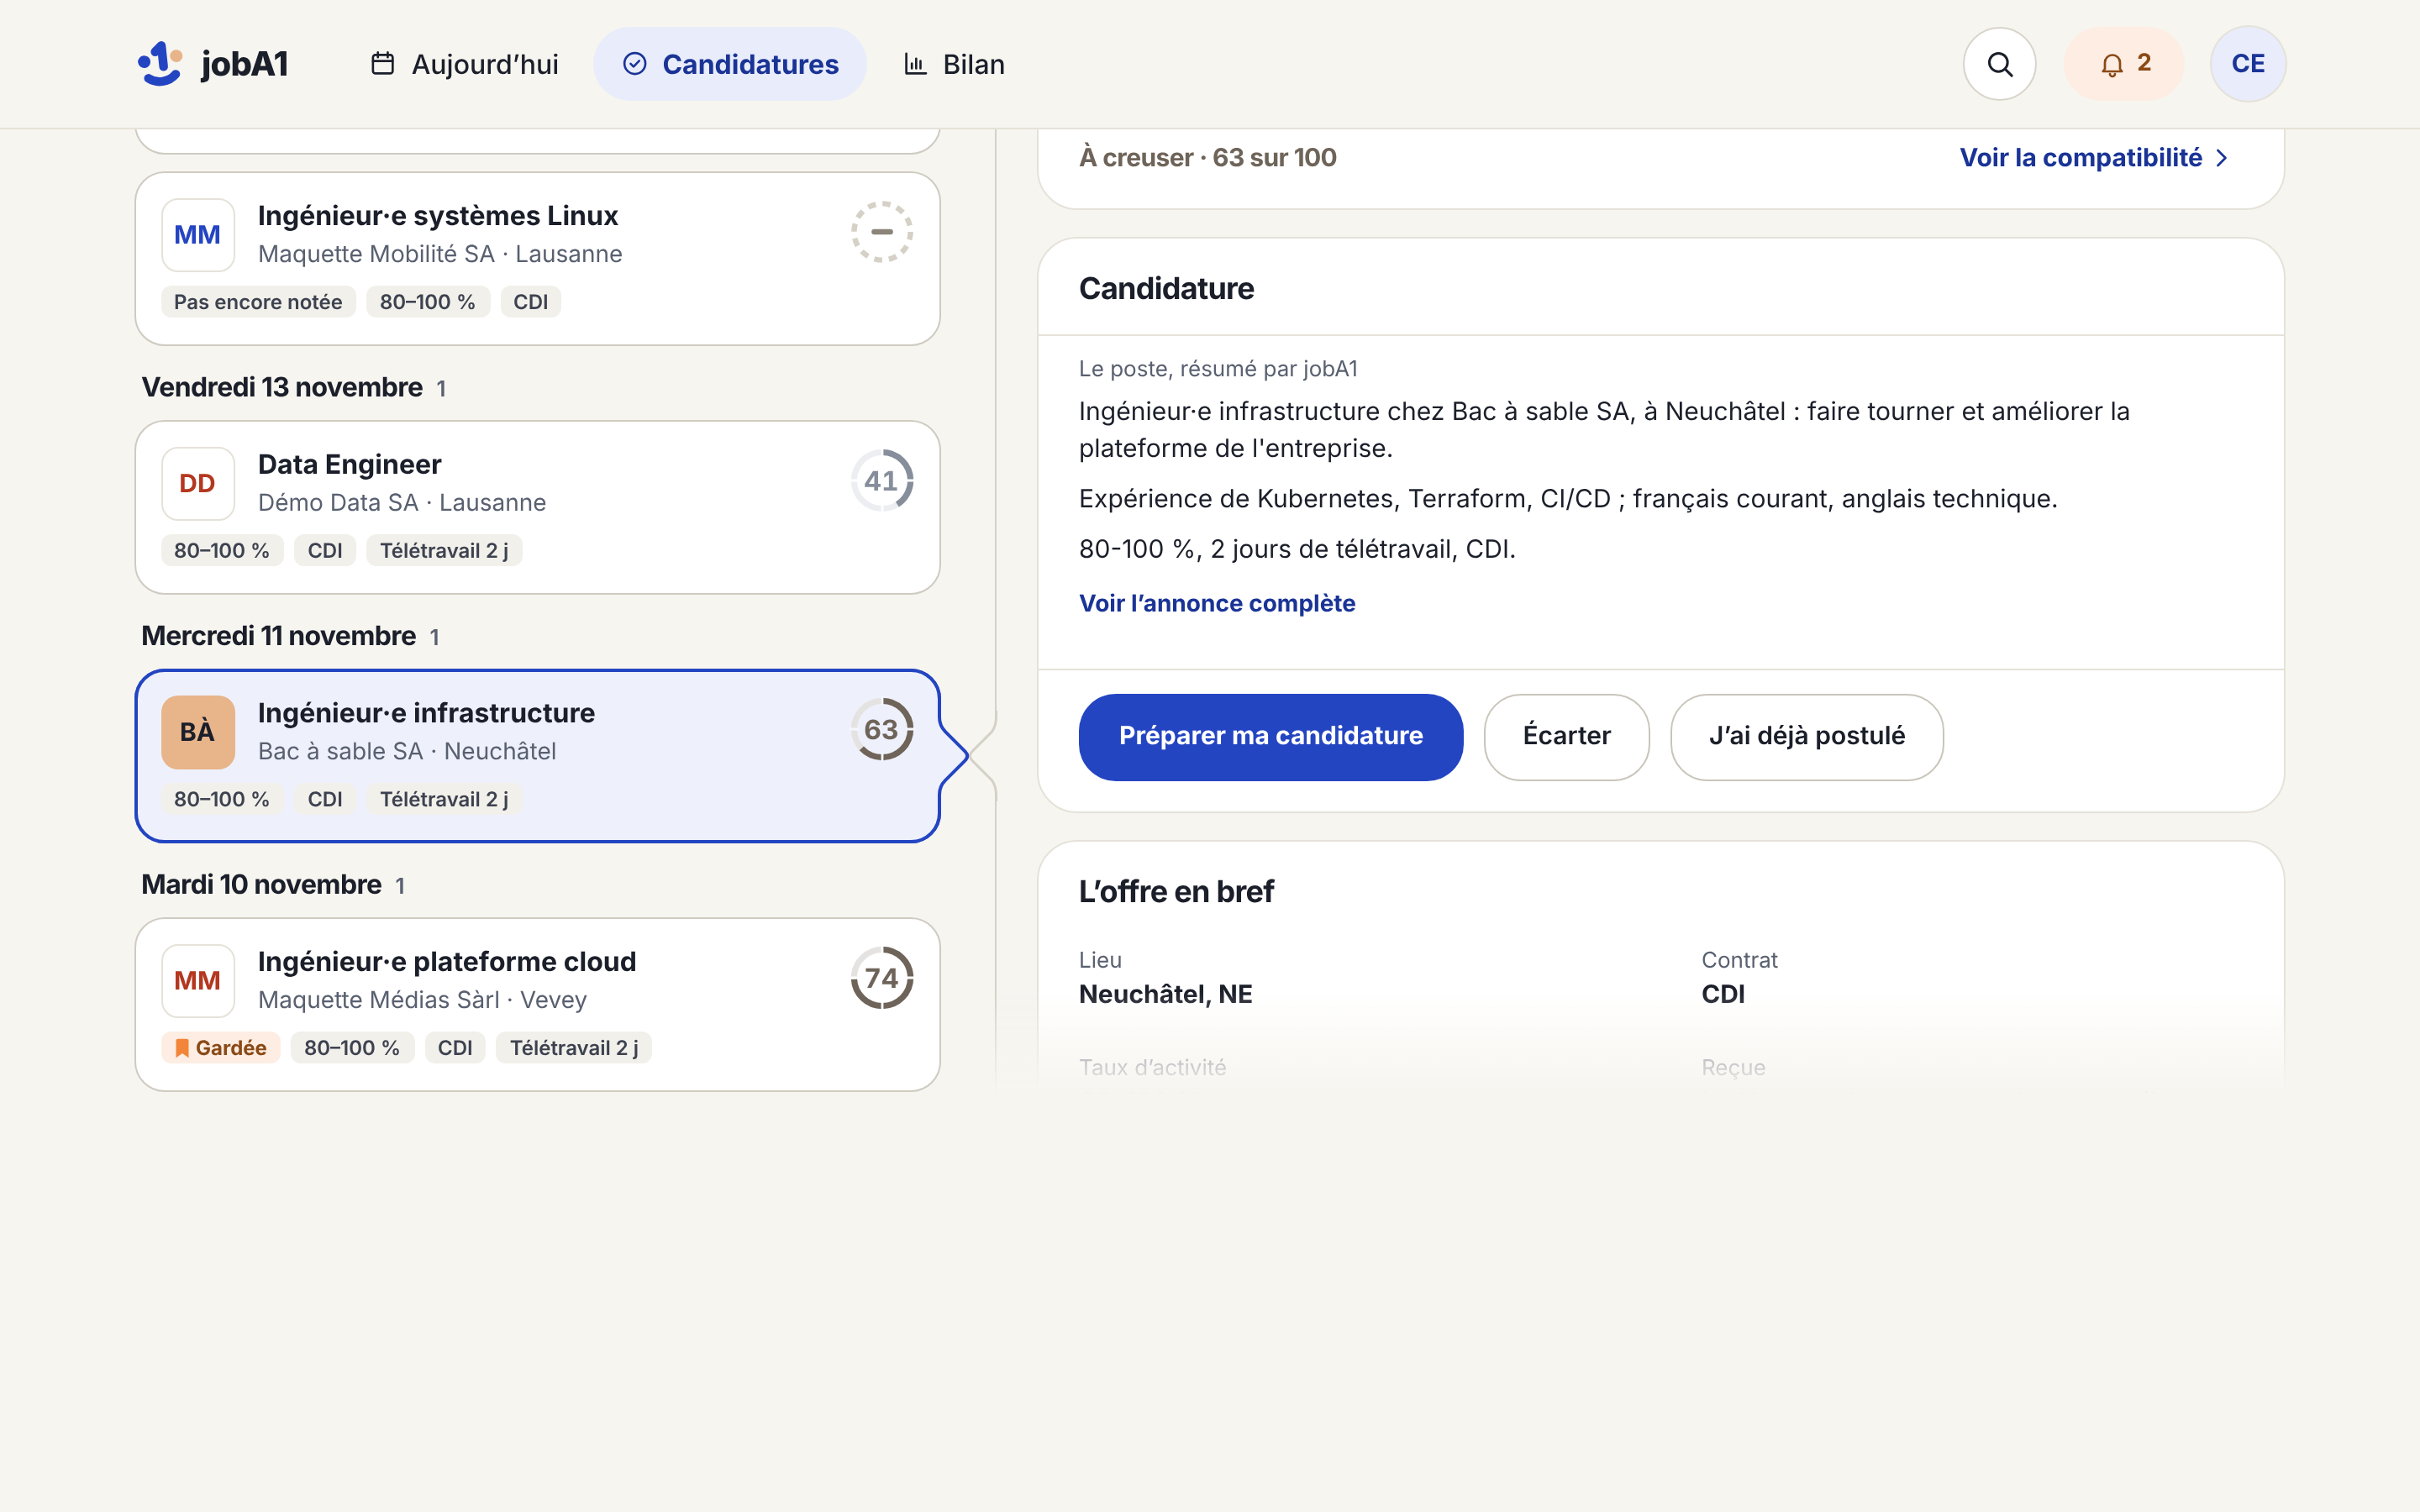 jobA1
Aujourd’hui
Candidatures
Bilan
2
CE
MM
Ingénieur·e systèmes Linux
Maquette Mobilité SA · Lausanne
Pas encore notée
80–100 %
CDI
Vendredi 13 novembre 1
DD
Data Engineer
Démo Data SA · Lausanne
41
80–100 %
CDI
Télétravail 2 j
Mercredi 11 novembre 1
BÀ
Ingénieur·e infrastructure
Bac à sable SA · Neuchâtel
63
80–100 %
CDI
Télétravail 2 j
Mardi 10 novembre 1
MM
Ingénieur·e plateforme cloud
Maquette Médias Sàrl · Vevey
74
Gardée
80–100 %
CDI
Télétravail 2 j
À creuser · 63 sur 100
Voir la compatibilité
Candidature
Le poste, résumé par jobA1
Ingénieur·e infrastructure chez Bac à sable SA, à Neuchâtel : faire tourner et améliorer la
plateforme de l'entreprise.
Expérience de Kubernetes, Terraform, CI/CD ; français courant, anglais technique.
80-100 %, 2 jours de télétravail, CDI.
Voir l’annonce complète
Préparer ma candidature
Écarter
J’ai déjà postulé
L’offre en bref
Lieu
Neuchâtel, NE
Contrat
CDI
Taux d’activité
Reçue